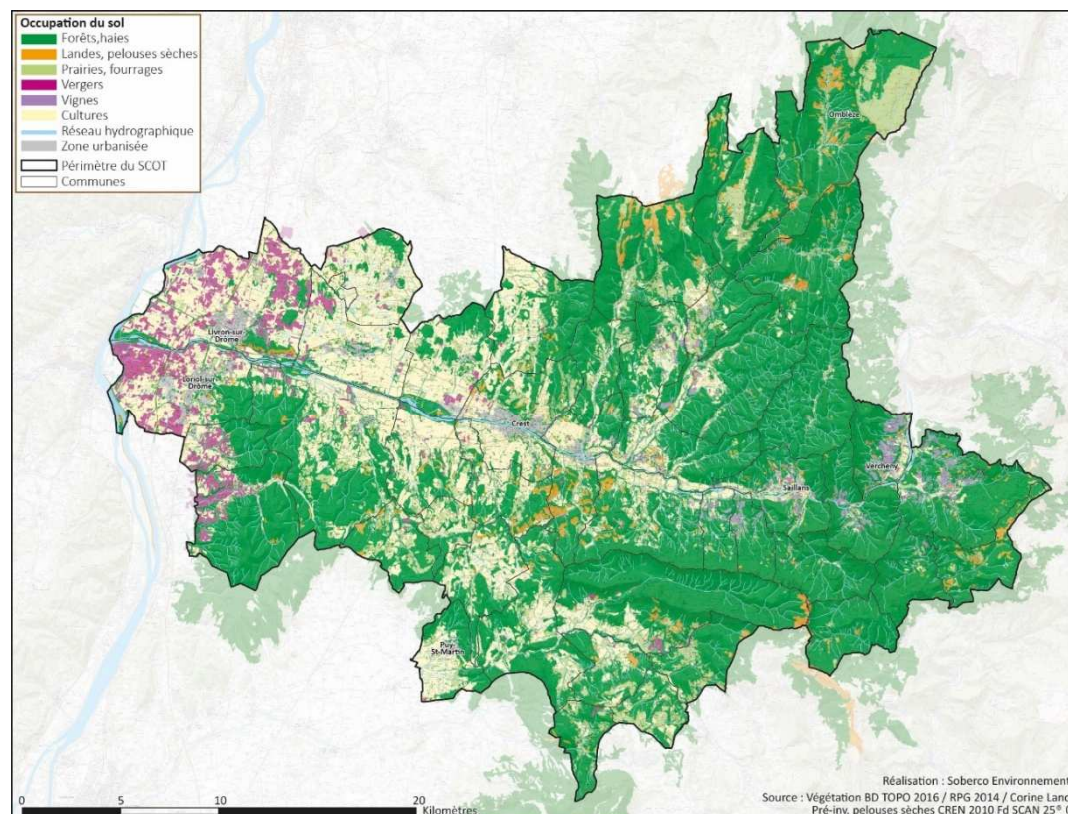 Occupation du sol
Forêts,haies
Landes, pelouses sèches
Prairies, fourrages
Vergers
Vignes
Cultures
Réseau hydrographique
Zone urbanisée
Périmètre du SCOT
Communes
Omblèze
Livron-sur-
Drôme
Loriol-sur-
Drôme
Crest
Vercheny
Saillans
Puy-
St-Martin
0 5 10 20
Kilomètres
Réalisation : Soberco Environnement
Source : Végétation BD TOPO 2016 / RPG 2014 / Corine Land
Pré-inv. pelouses sèches CREN 2010 Fd SCAN 25®